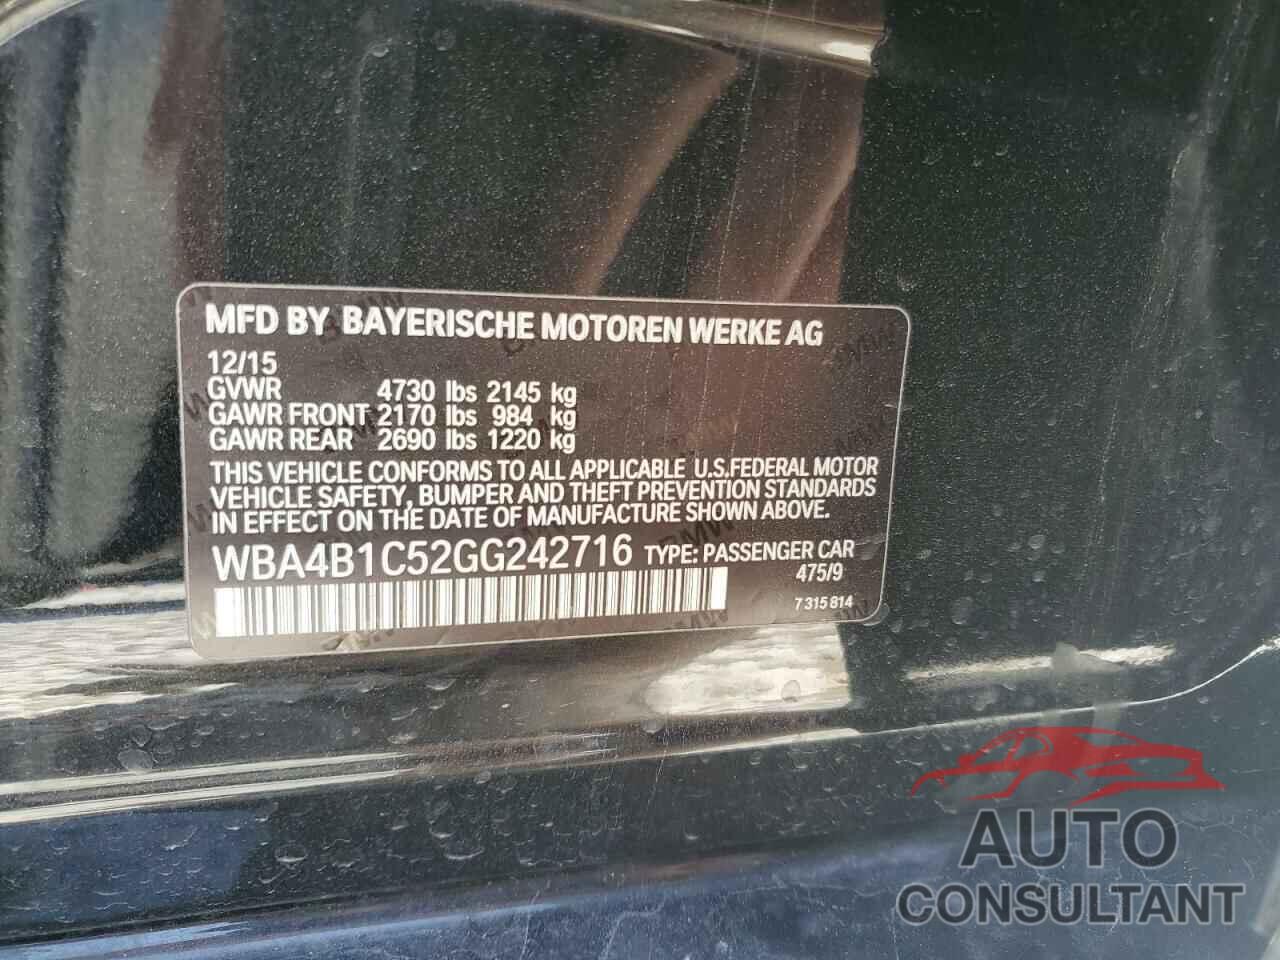 MFD BY BAYERISCHE MOTOREN WERKE AG
12/15
GVWR 4730 lbs 2145 kg
GAWR FRONT 2170 lbs 984 kg
GAWR REAR 2690 lbs 1220 kg
THIS VEHICLE CONFORMS TO ALL APPLICABLE U.S.FEDERAL MOTOR
VEHICLE SAFETY, BUMPER AND THEFT PREVENTION STANDARDS
IN EFFECT ON THE DATE OF MANUFACTURE SHOWN ABOVE.
WBA4B1C52GG242716 TYPE: PASSENGER CAR
475/9
7 315 814
AUTO
CONSULTANT